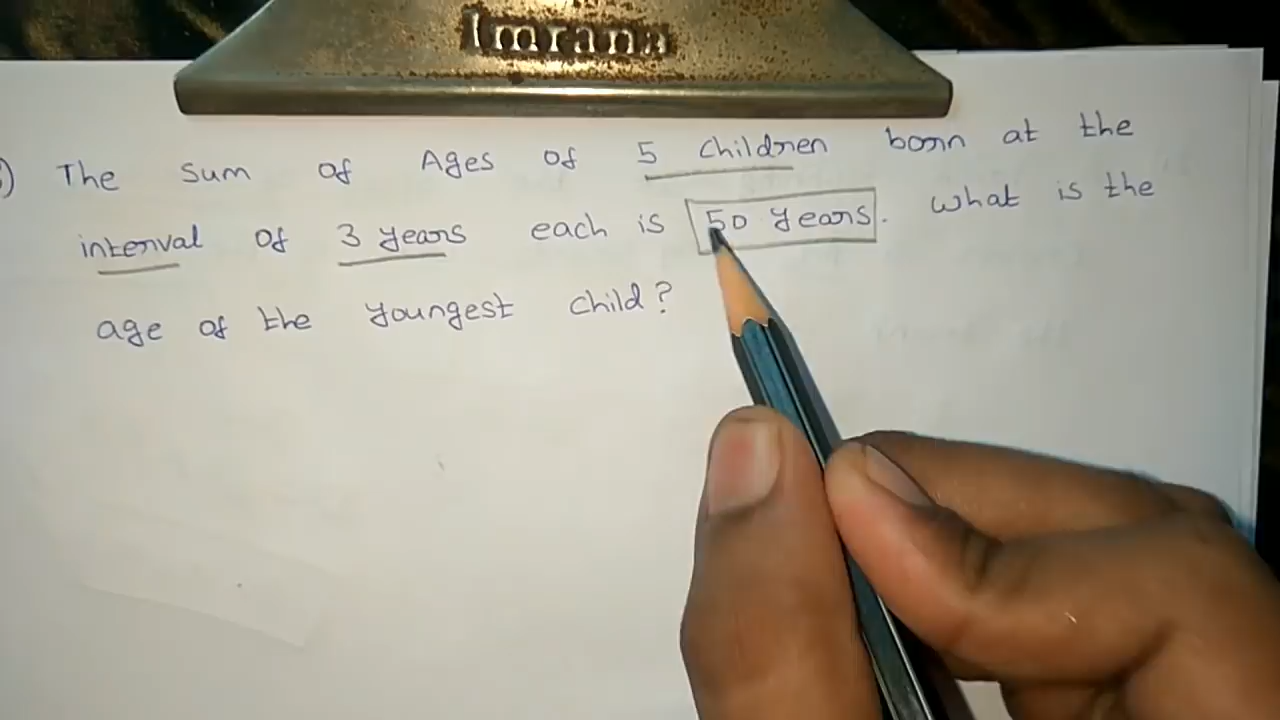 Imrana
The Sum of Ages of 5 children born at the
interval of 3 years each is 50 years. What is the
age of the youngest child?